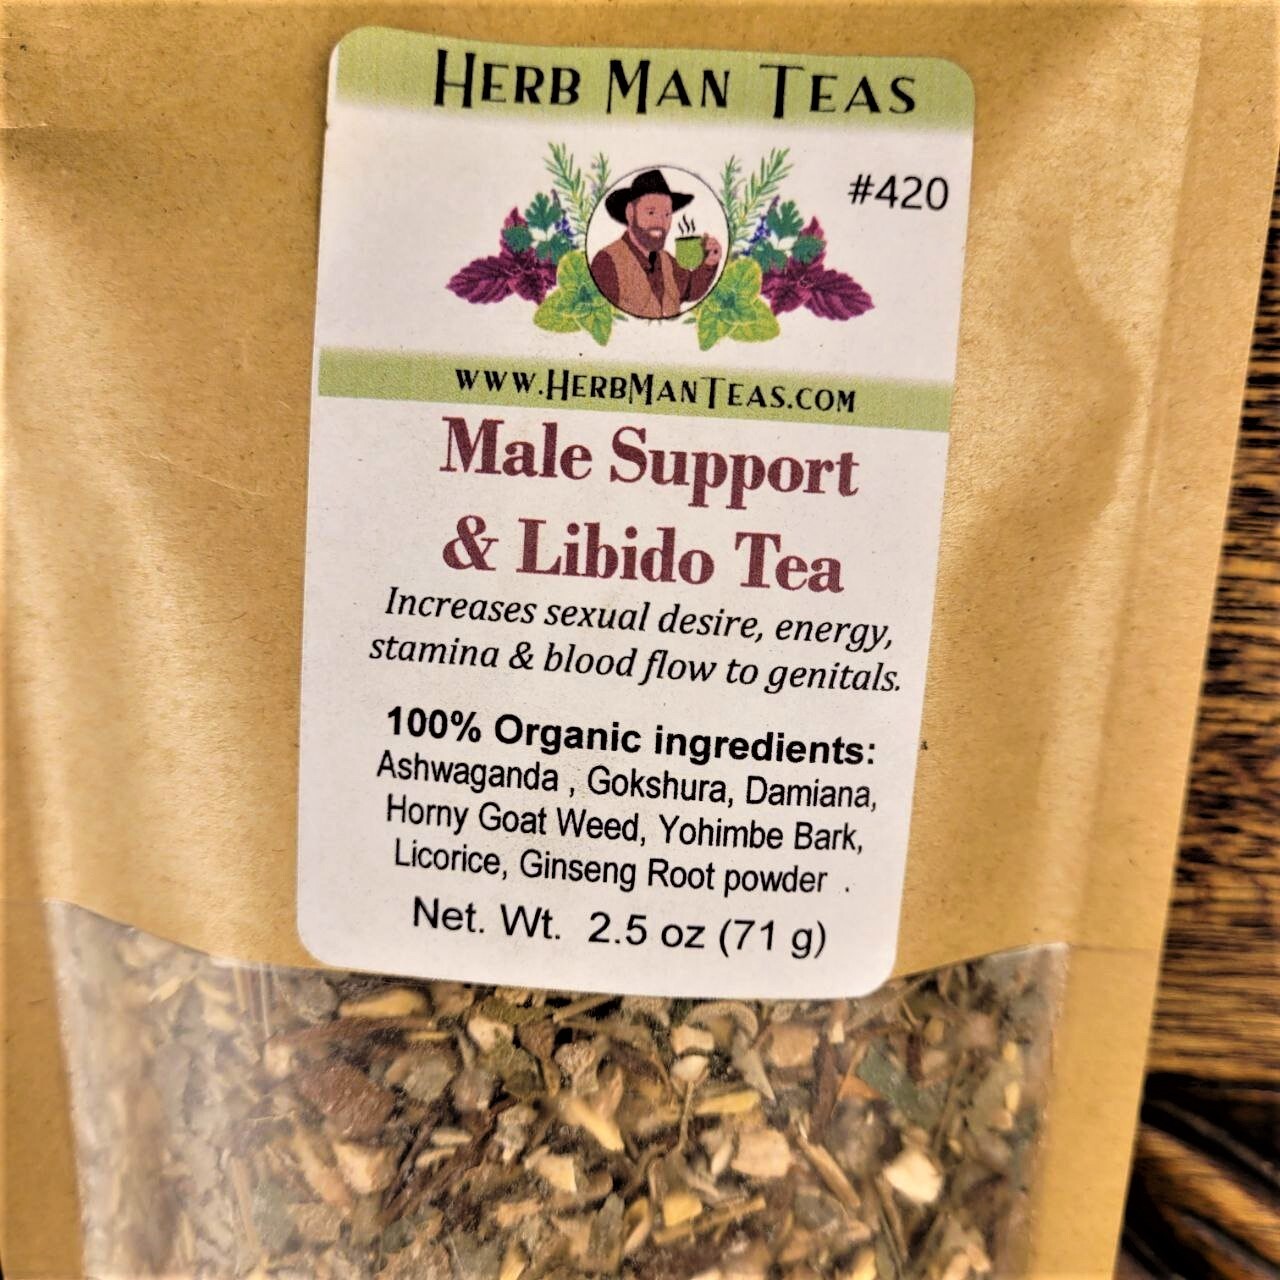 HERB MAN TEAS
#420
WWW.HERBMANTEAS.COM
Male Support
& Libido Tea
Increases sexual desire, energy,
stamina & blood flow to genitals.
100% Organic ingredients:
Ashwaganda , Gokshura, Damiana,
Horny Goat Weed, Yohimbe Bark,
Licorice, Ginseng Root powder .
Net. Wt. 2.5 oz (71 g)